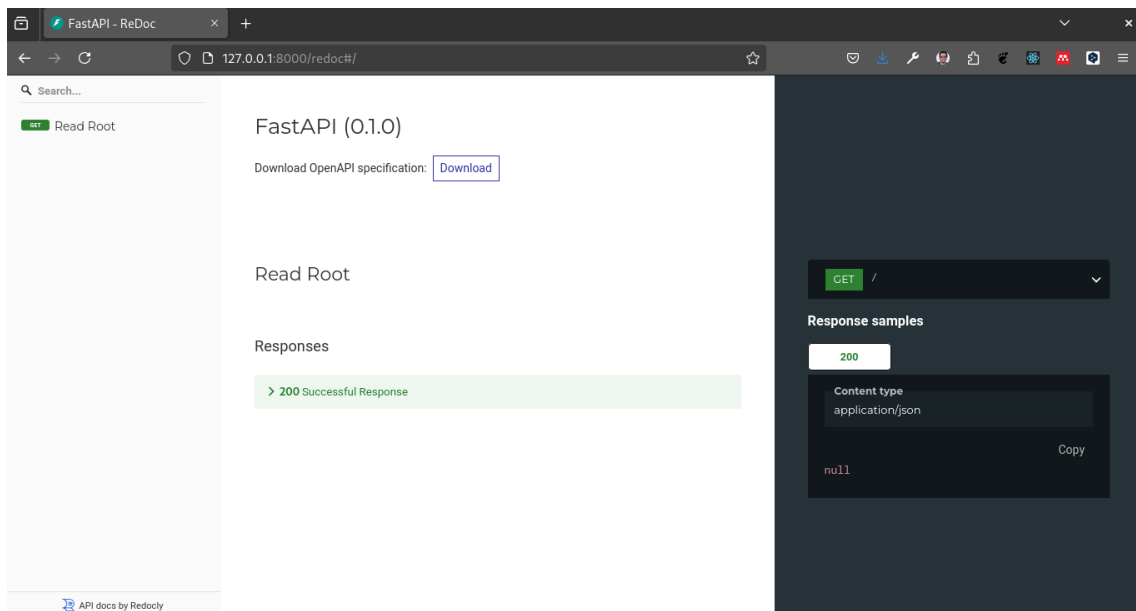 FastAPI - ReDoc
127.0.0.1:8000/redoc#/
Search...
GET Read Root
API docs by Redocly
FastAPI (0.1.0)
Download OpenAPI specification: Download
Read Root
Responses
200 Successful Response
GET /
Response samples
200
Content type
application/json
Copy
null